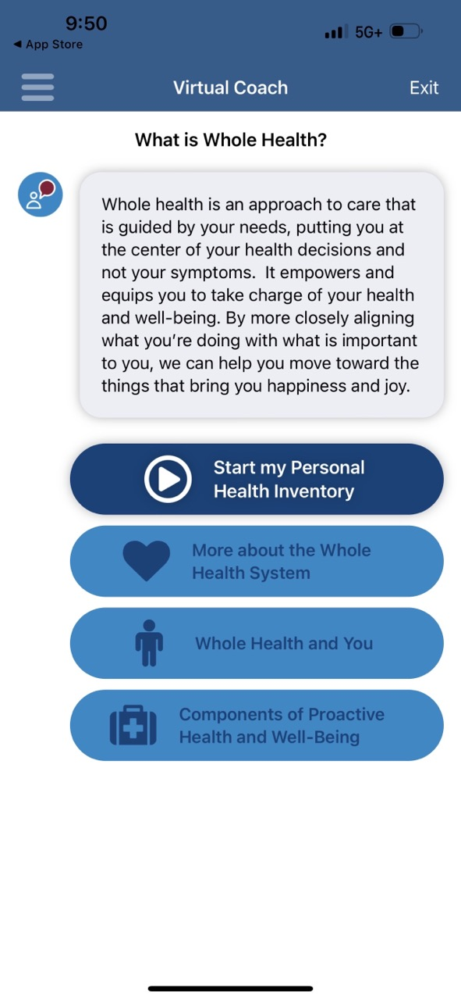 9:50
5G+
◀ App Store
Virtual Coach
Exit
What is Whole Health?
Whole health is an approach to care that
is guided by your needs, putting you at
the center of your health decisions and
not your symptoms.  It empowers and
equips you to take charge of your health
and well-being. By more closely aligning
what you’re doing with what is important
to you, we can help you move toward the
things that bring you happiness and joy.
Start my Personal
Health Inventory
More about the Whole
Health System
Whole Health and You
Components of Proactive
Health and Well-Being